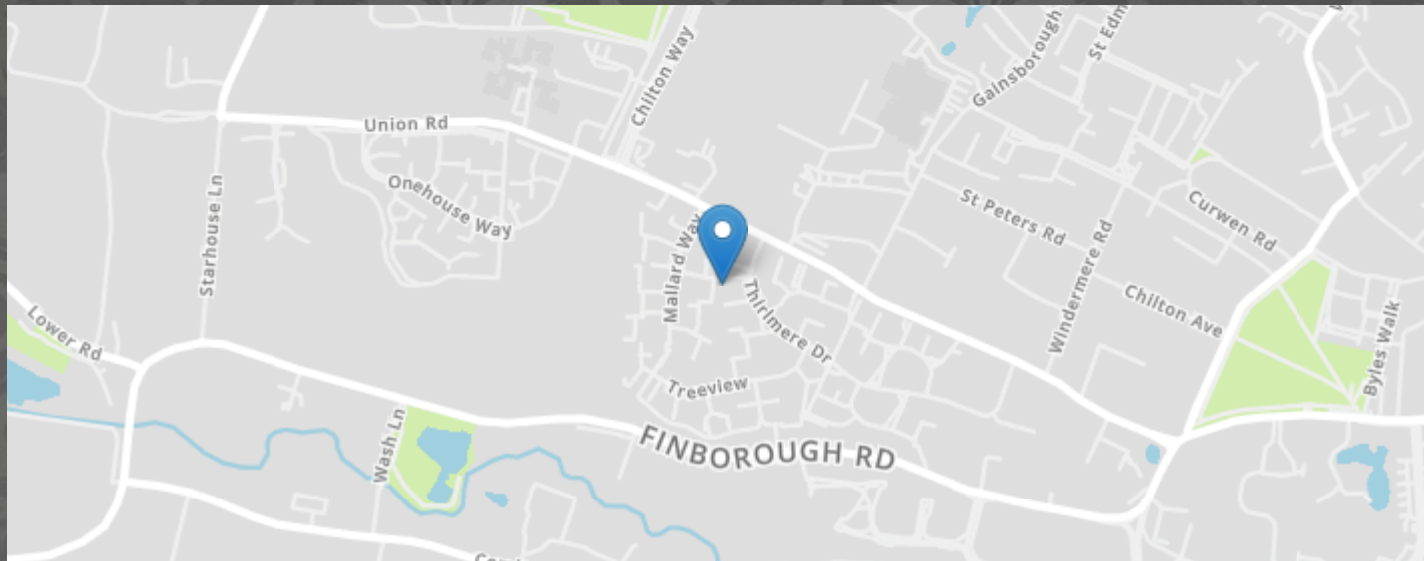 Chilton Way
Gainsborough
St Edm
Union Rd
Onehouse Way
Starhouse Ln
St Peters Rd
Curwen Rd
Mallard Way
Windermere Rd
Thirlmere Dr
Chilton Ave
Lower Rd
Byles Walk
Treeview
Wash Ln
FINBOROUGH RD